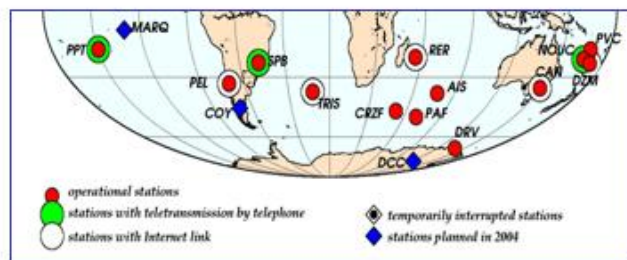 MARQ
PVC
PPT
SPB
RER
NOUC
PEL
CAN
DZM
TRIS
AIS
COY
CRZF
PAF
DRV
DCC
operational stations
stations with teletransmission by telephone
temporarily interrupted stations
stations with Internet link
stations planned in 2004